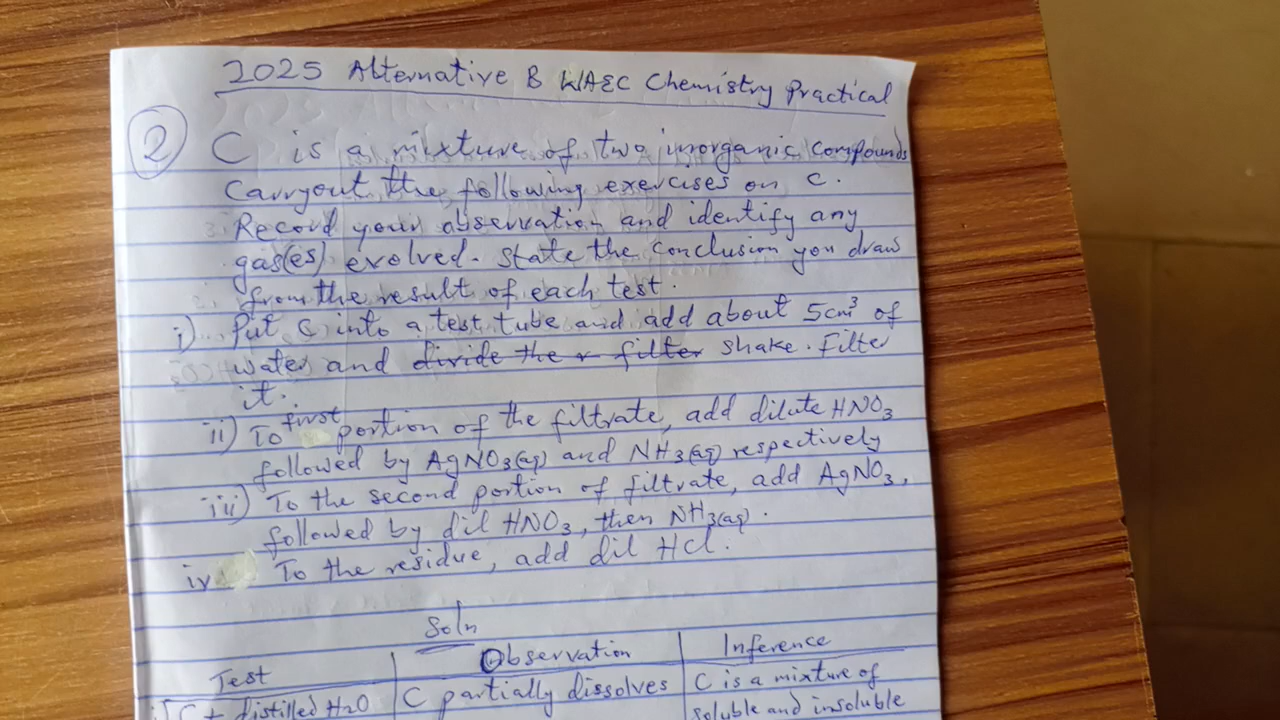 2025 Alternative B WAEC Chemistry Practical
2 C is a mixture of two inorganic compounds
Carryout the following exercises on C.
Record your observation and identify any
gas(es) evolved. State the conclusion you draw
from the result of each test.
i) Put C into a test tube and add about 5cm³ of
water and divide the r filter shake. Filter
it.
ii) To first portion of the filtrate, add dilute HNO₃
followed by AgNO₃(aq) and NH₃(aq) respectively
iii) To the second portion of filtrate, add AgNO₃,
followed by dil HNO₃, then NH₃(aq).
iv To the residue, add dil HCl.
Soln
Test Observation Inference
i) C + distilled H₂O C partially dissolves C is a mixture of
soluble and insoluble